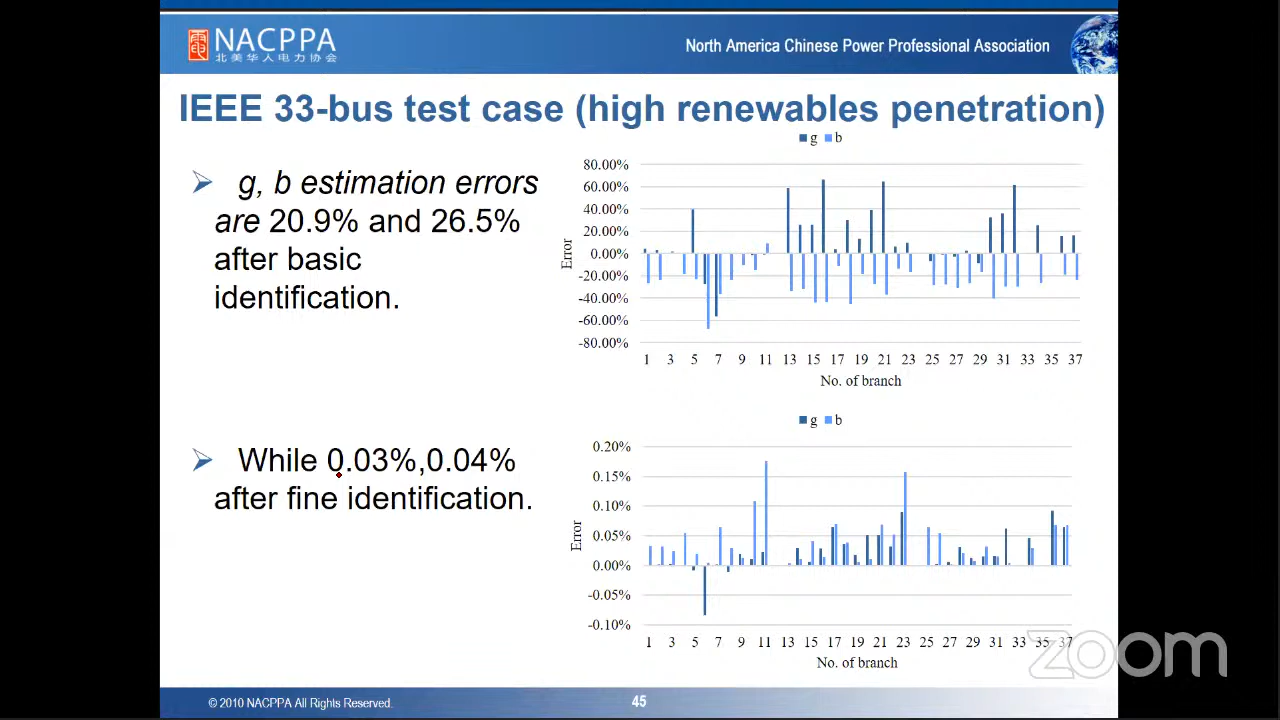 NACPPA
北美华人电力协会
North America Chinese Power Professional Association
IEEE 33-bus test case (high renewables penetration)
g, b estimation errors
are 20.9% and 26.5%
after basic
identification.
g b
80.00%
60.00%
40.00%
20.00%
0.00%
-20.00%
-40.00%
-60.00%
-80.00%
Error
1 3 5 7 9 11 13 15 17 19 21 23 25 27 29 31 33 35 37
No. of branch
While 0.03%,0.04%
after fine identification.
g b
0.20%
0.15%
0.10%
0.05%
0.00%
-0.05%
-0.10%
Error
1 3 5 7 9 11 13 15 17 19 21 23 25 27 29 31 33 35 37
No. of branch
zoom
© 2010 NACPPA All Rights Reserved.
45